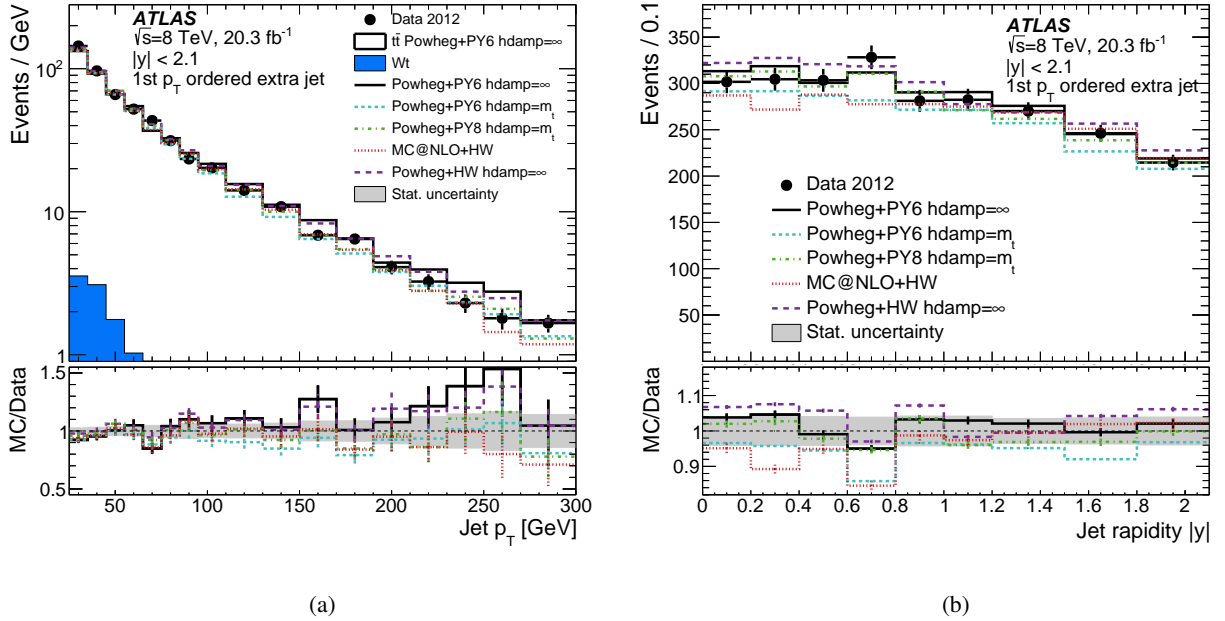 ATLAS
√s=8 TeV, 20.3 fb⁻¹
|y| < 2.1
1st p_T ordered extra jet
Data 2012
tt̄ Powheg+PY6 hdamp=∞
Wt
Powheg+PY6 hdamp=∞
Powheg+PY6 hdamp=m_t
Powheg+PY8 hdamp=m_t
MC@NLO+HW
Powheg+HW hdamp=∞
Stat. uncertainty
Events / GeV
10²
10
1
MC/Data
1.5
1
0.5
50 100 150 200 250 300
Jet p_T [GeV]
(a)
ATLAS
√s=8 TeV, 20.3 fb⁻¹
|y| < 2.1
1st p_T ordered extra jet
Events / 0.1
350
300
250
200
150
100
50
Data 2012
Powheg+PY6 hdamp=∞
Powheg+PY6 hdamp=m_t
Powheg+PY8 hdamp=m_t
MC@NLO+HW
Powheg+HW hdamp=∞
Stat. uncertainty
MC/Data
1.1
1
0.9
0 0.2 0.4 0.6 0.8 1 1.2 1.4 1.6 1.8 2
Jet rapidity |y|
(b)